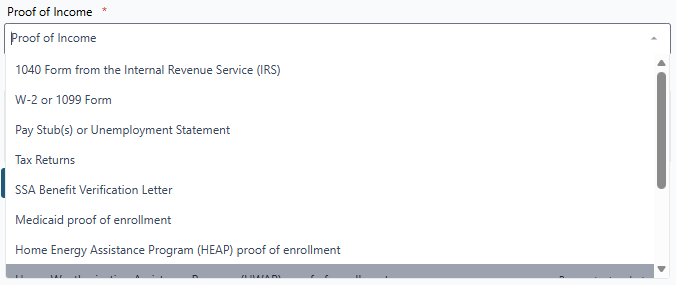 Proof of Income *
Proof of Income
1040 Form from the Internal Revenue Service (IRS)
W-2 or 1099 Form
Pay Stub(s) or Unemployment Statement
Tax Returns
SSA Benefit Verification Letter
Medicaid proof of enrollment
Home Energy Assistance Program (HEAP) proof of enrollment